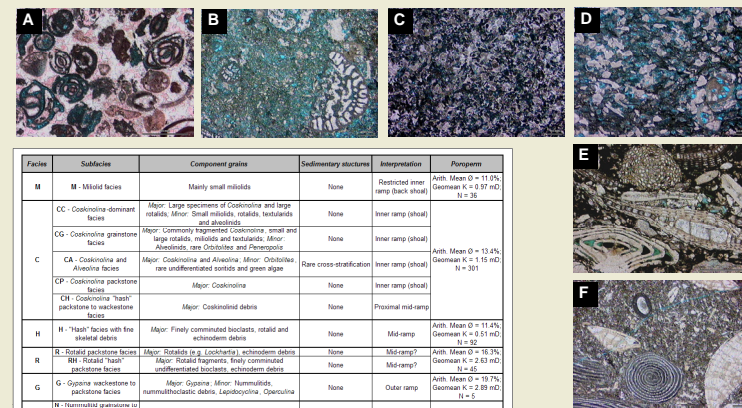 A
B
C
D
E
F
Facies Subfacies Component grains Sedimentary stuctures Interpretation Poroperm
M M - Miliolid facies Mainly small miliolids None Restricted inner ramp (back shoal) Arith. Mean Ø = 11.0%; Geomean K = 0.97 mD; N = 36
C CC - Coskinolina-dominant facies Major: Large specimens of Coskinolina and large rotalids; Minor: Small miliolids, rotalids, textularids and alveolinids None Inner ramp (shoal) Arith. Mean Ø = 13.4%; Geomean K = 1.15 mD; N = 301
CG - Coskinolina grainstone facies Major: Commonly fragmented Coskinolina, small and large rotalids, miliolids and textularids; Minor: Alveolinids, rare Orbitolites and Peneropolis None Inner ramp (shoal)
CA - Coskinolina and Alveolina facies Major: Coskinolina and Alveolina; Minor: Orbitolites, rare undifferentiated soritids and green algae Rare cross-stratification Inner ramp (shoal)
CP - Coskinolina packstone facies Major: Coskinolina None Inner ramp (shoal)
CH - Coskinolina "hash" packstone to wackestone facies Major: Coskinolinid debris None Proximal mid-ramp
H H - "Hash" facies with fine skeletal debris Major: Finely comminuted bioclasts, rotalid and echinoderm debris None Mid-ramp Arith. Mean Ø = 11.4%; Geomean K = 0.51 mD; N = 92
R R - Rotalid packstone facies Major: Rotalids (e.g. Lockhartia), echinoderm debris None Mid-ramp? Arith. Mean Ø = 16.3%; Geomean K = 2.63 mD; N = 45
RH - Rotalid "hash" packstone facies Major: Rotalid fragments, finely comminuted undifferentiated bioclasts, echinoderm debris None Mid-ramp?
G G - Gypsina wackestone to packstone facies Major: Gypsina; Minor: Nummulitids, nummulithoclastic debris, Lepidocyclina, Operculina None Outer ramp Arith. Mean Ø = 19.7%; Geomean K = 2.89 mD; N = 5
N - Nummulitid grainstone to